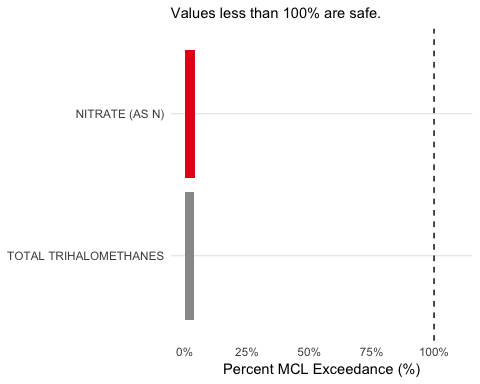 Values less than 100% are safe.
NITRATE (AS N)
TOTAL TRIHALOMETHANES
0% 25% 50% 75% 100%
Percent MCL Exceedance (%)